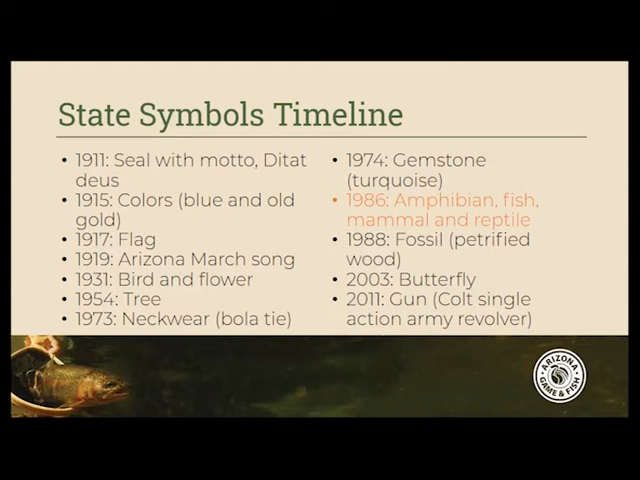 State Symbols Timeline
• 1911: Seal with motto, Ditat
deus
• 1915: Colors (blue and old
gold)
• 1917: Flag
• 1919: Arizona March song
• 1931: Bird and flower
• 1954: Tree
• 1973: Neckwear (bola tie)
• 1974: Gemstone
(turquoise)
• 1986: Amphibian, fish,
mammal and reptile
• 1988: Fossil (petrified
wood)
• 2003: Butterfly
• 2011: Gun (Colt single
action army revolver)
ARIZONA
GAME & FISH